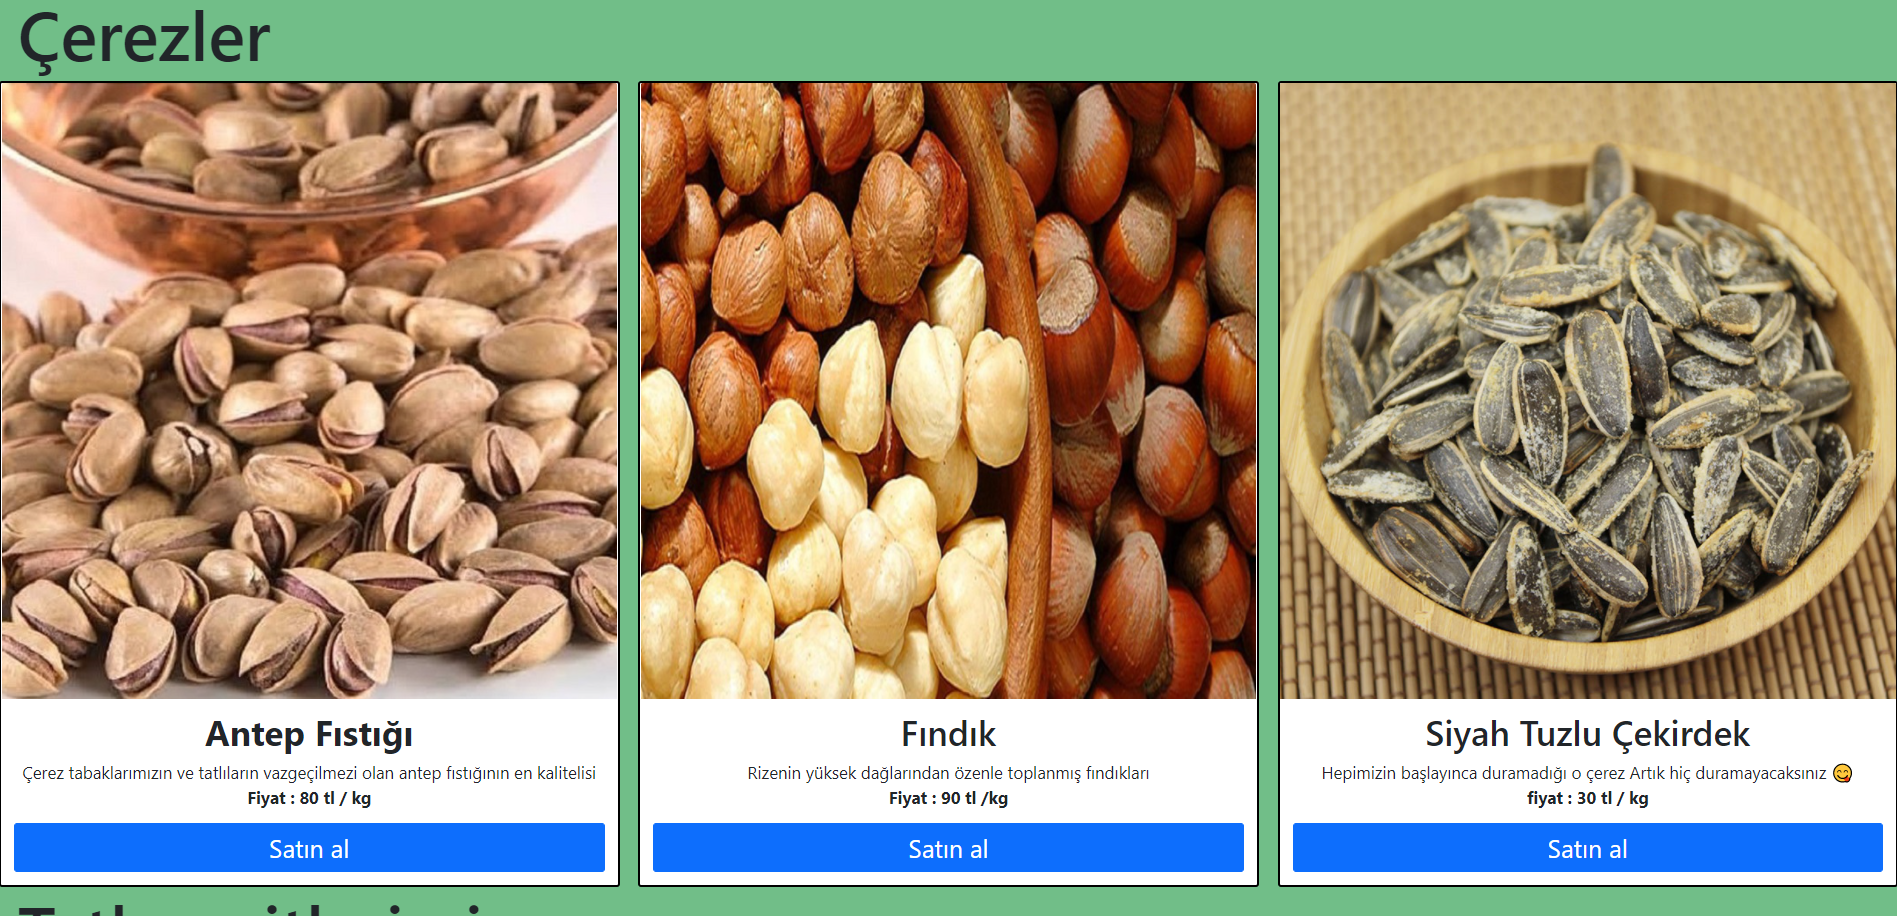 Çerezler
Antep Fıstığı
Çerez tabaklarımızın ve tatlıların vazgeçilmezi olan antep fıstığının en kalitelisi
Fiyat : 80 tl / kg
Satın al
Fındık
Rizenin yüksek dağlarından özenle toplanmış fındıkları
Fiyat : 90 tl /kg
Satın al
Siyah Tuzlu Çekirdek
Hepimizin başlayınca duramadığı o çerez Artık hiç duramayacaksınız 😋
fiyat : 30 tl / kg
Satın al